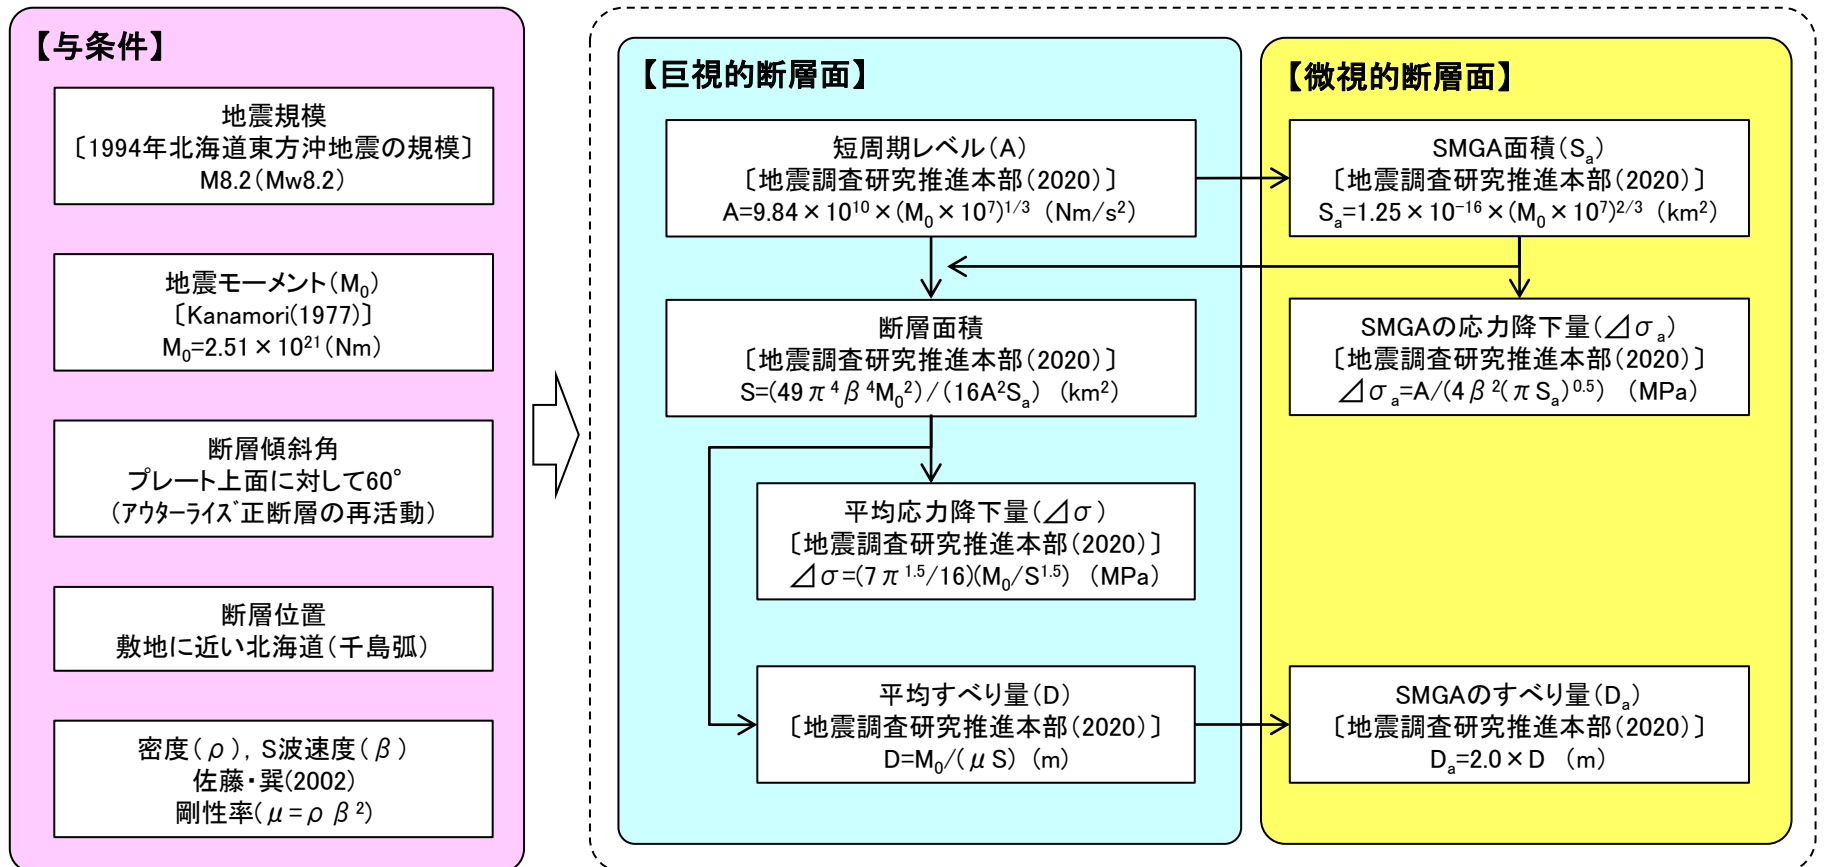 【与条件】
地震規模
〔1994年北海道東方沖地震の規模〕
M8.2(Mw8.2)
地震モーメント(M₀)
〔Kanamori(1977)〕
M₀=2.51×10²¹(Nm)
断層傾斜角
プレート上面に対して60°
(アウターライズ正断層の再活動)
断層位置
敷地に近い北海道(千島弧)
密度(ρ), S波速度(β)
佐藤・巽(2002)
剛性率(μ=ρβ²)
【巨視的断層面】
短周期レベル(A)
〔地震調査研究推進本部(2020)〕
A=9.84×10¹⁰×(M₀×10⁷)¹/³ (Nm/s²)
断層面積
〔地震調査研究推進本部(2020)〕
S=(49π⁴β⁴M₀²)/(16A²Sₐ) (km²)
平均応力降下量(⊿σ)
〔地震調査研究推進本部(2020)〕
⊿σ=(7π¹·⁵/16)(M₀/S¹·⁵) (MPa)
平均すべり量(D)
〔地震調査研究推進本部(2020)〕
D=M₀/(μS) (m)
【微視的断層面】
SMGA面積(Sₐ)
〔地震調査研究推進本部(2020)〕
Sₐ=1.25×10⁻¹⁶×(M₀×10⁷)²/³ (km²)
SMGAの応力降下量(⊿σₐ)
〔地震調査研究推進本部(2020)〕
⊿σₐ=A/(4β²(πSₐ)⁰·⁵) (MPa)
SMGAのすべり量(Dₐ)
〔地震調査研究推進本部(2020)〕
Dₐ=2.0×D (m)